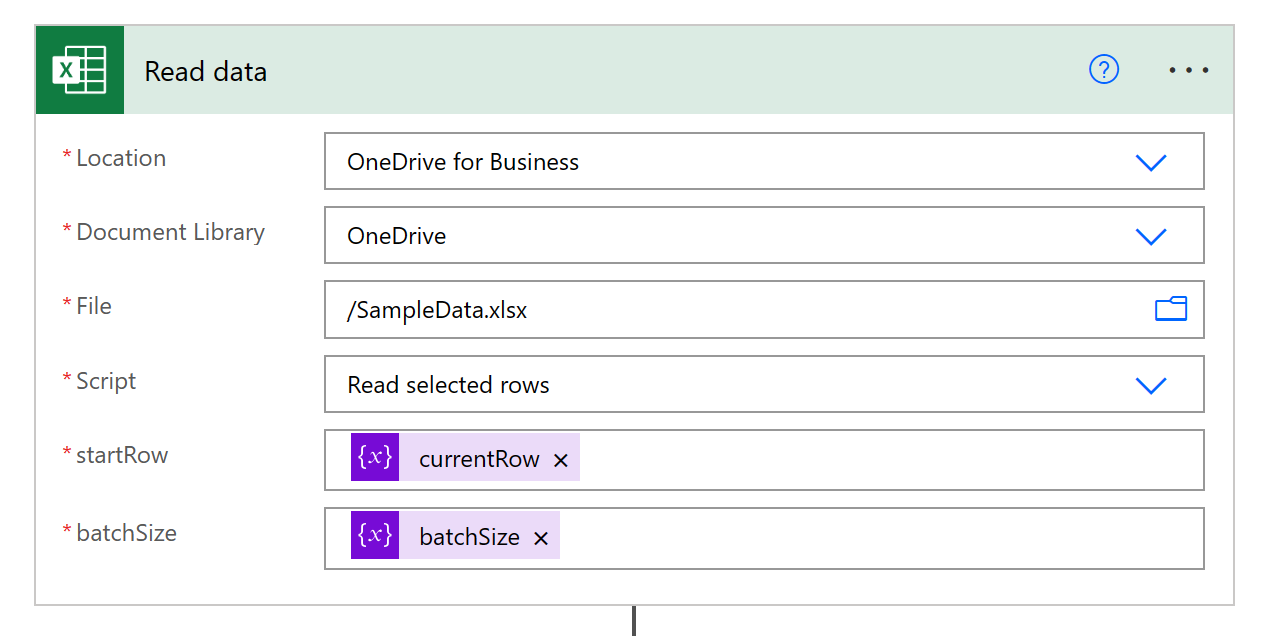 Read data
* Location
OneDrive for Business
* Document Library
OneDrive
* File
/SampleData.xlsx
* Script
Read selected rows
* startRow
{x} currentRow ×
* batchSize
{x} batchSize ×